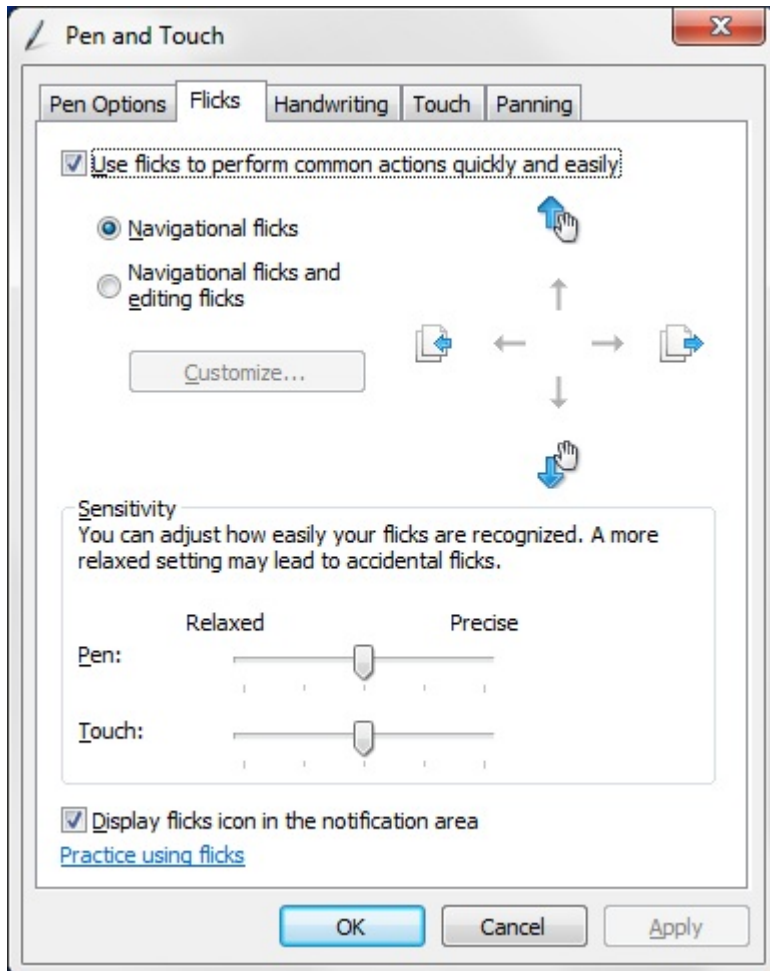 Pen and Touch
Pen Options Flicks Handwriting Touch Panning
Use flicks to perform common actions quickly and easily
Navigational flicks
Navigational flicks and
editing flicks
Customize...
Sensitivity
You can adjust how easily your flicks are recognized. A more
relaxed setting may lead to accidental flicks.
Relaxed Precise
Pen:
Touch:
Display flicks icon in the notification area
Practice using flicks
OK Cancel Apply